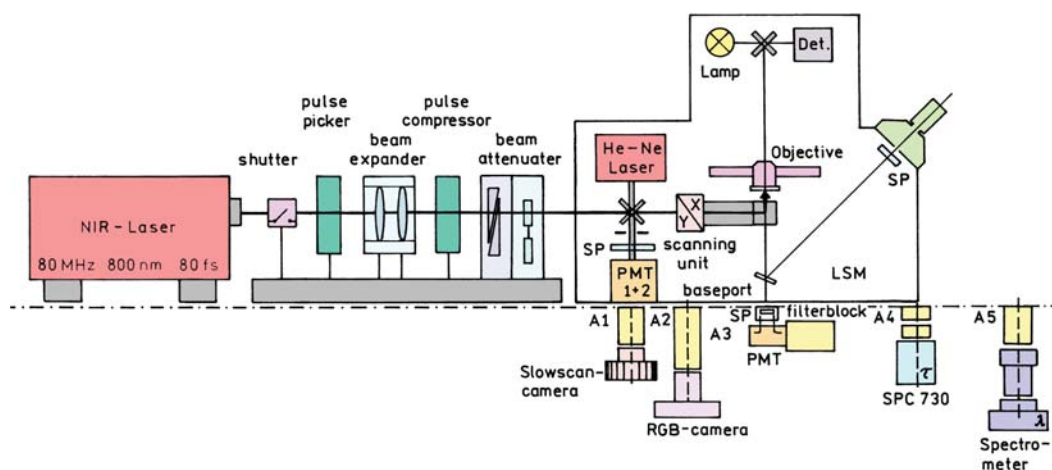 Lamp
Det.
pulse
picker
pulse
compressor
beam
expander
beam
attenuater
shutter
He-Ne
Laser
Objective
SP
NIR-Laser
80 MHz 800 nm 80 fs
X
Y
SP
scanning
unit
PMT
1+2
baseport
LSM
A1
A2
A3
SP
filterblock
A4
A5
PMT
Slowscan-
camera
τ
SPC 730
RGB-camera
λ
Spectro-
meter